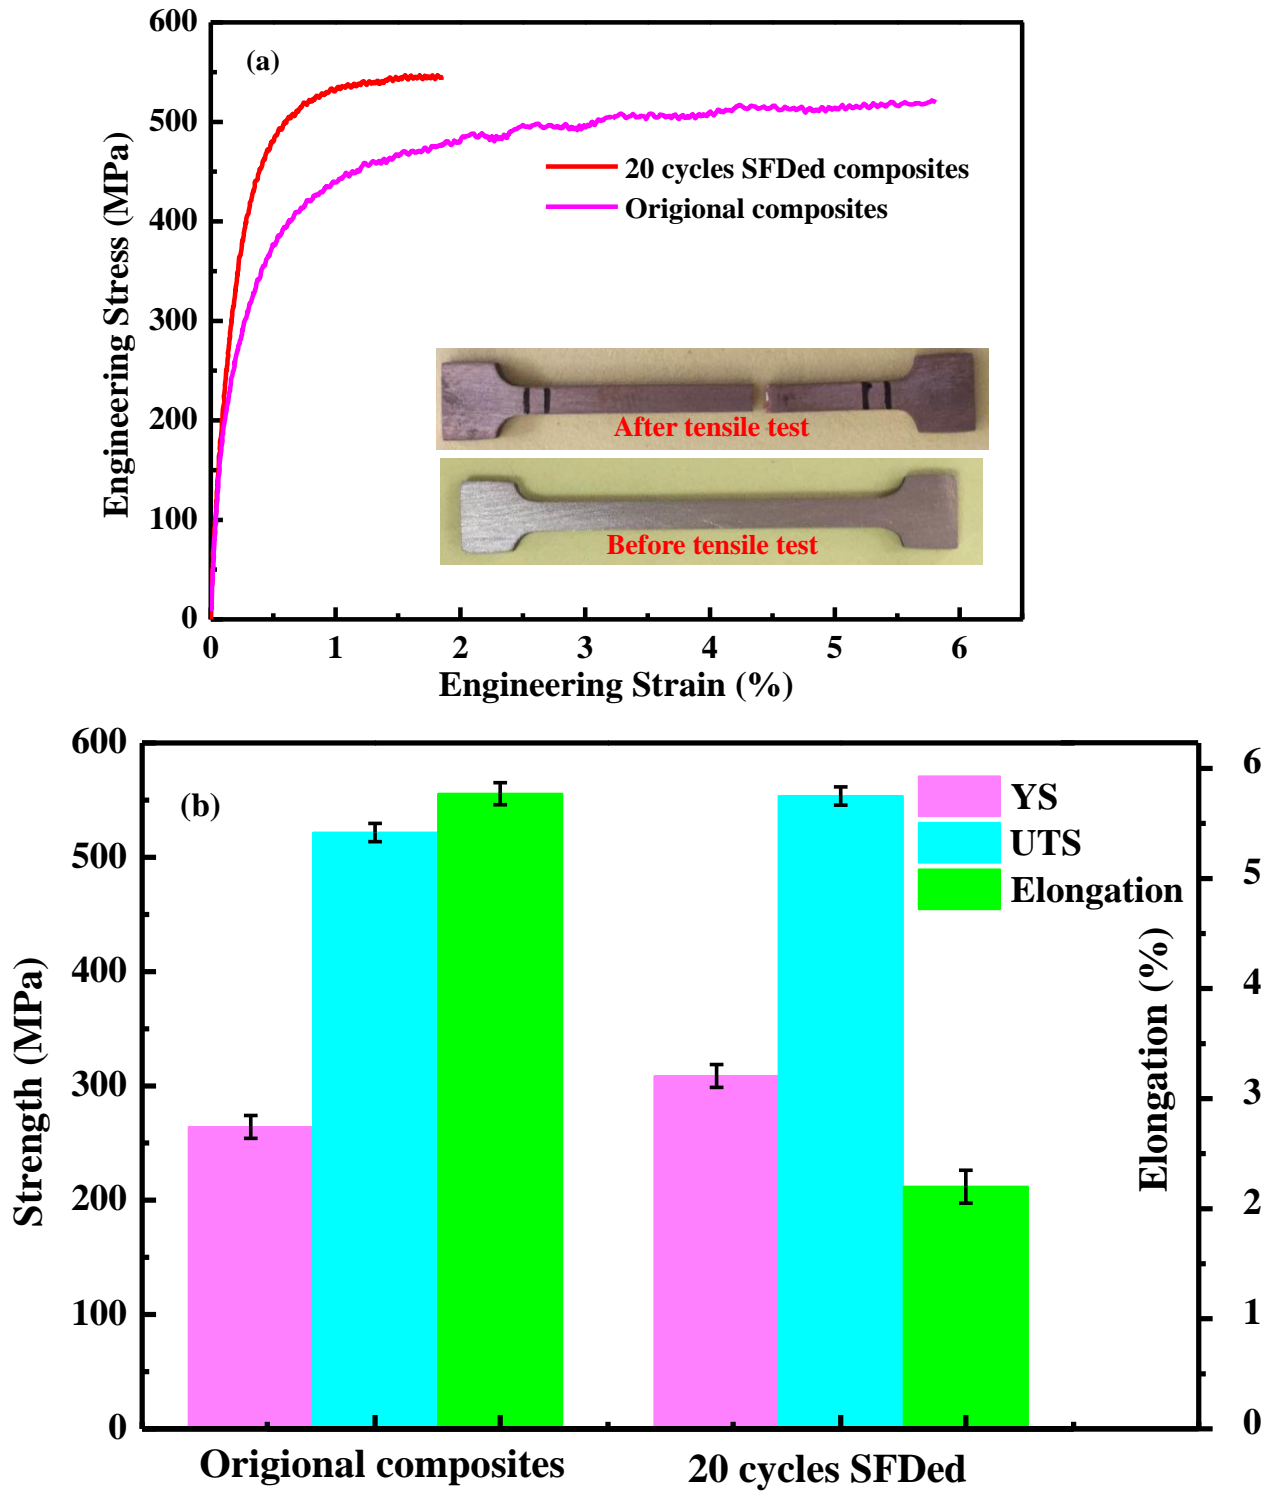 600
(a)
500
20 cycles SFDed composites
Origional composites
400
300
After tensile test
200
100
Before tensile test
0
0 1 2 3 4 5 6
Engineering Strain (%)
Engineering Stress (MPa)
600
6
(b)
YS
UTS
Elongation
500
5
400
4
300
3
200
2
100
1
0
0
Strength (MPa)
Elongation (%)
Origional composites
20 cycles SFDed